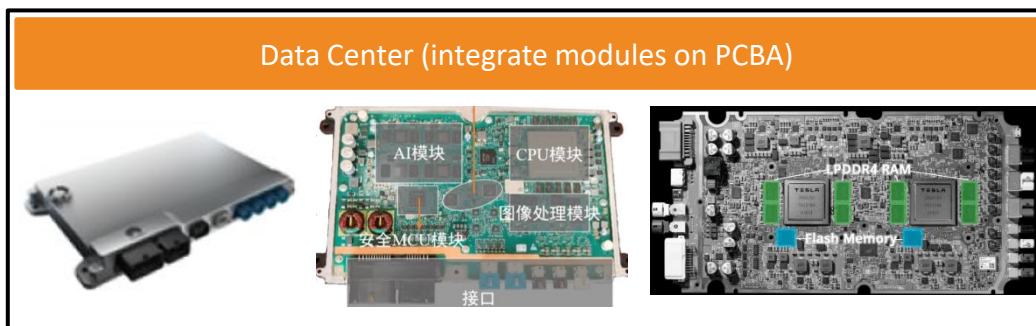 Data Center (integrate modules on PCBA)
AI模块
CPU模块
图像处理模块
安全MCU模块
接口
LPDDR4 RAM
TESLA
TESLA
Flash Memory